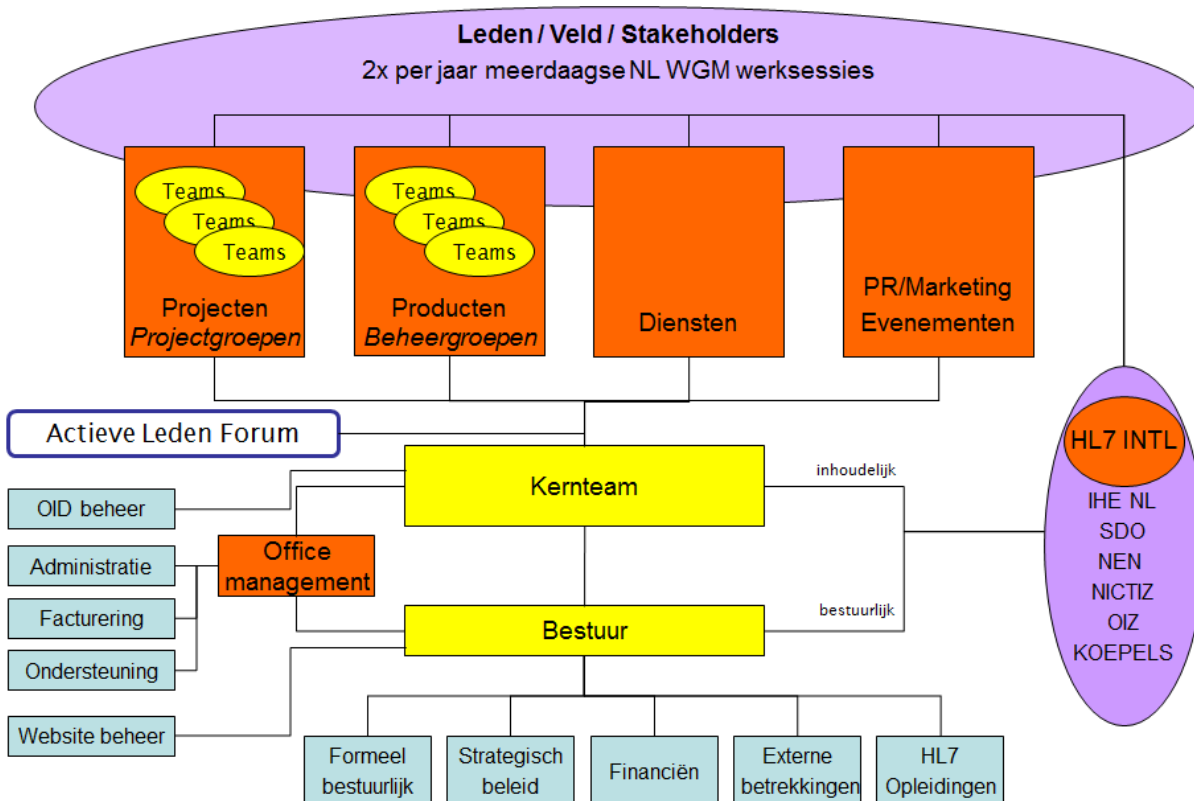 Leden / Veld / Stakeholders
2x per jaar meerdaagse NL WGM werksessies
Teams
Teams
Teams
Projecten
Projectgroepen
Teams
Teams
Teams
Producten
Beheergroepen
Diensten
PR/Marketing
Evenementen
Actieve Leden Forum
HL7 INTL
IHE NL
SDO
NEN
NICTIZ
OIZ
KOEPELS
Kernteam
inhoudelijk
OID beheer
Administratie
Facturering
Ondersteuning
Office
management
Bestuur
bestuurlijk
Website beheer
Formeel
bestuurlijk
Strategisch
beleid
Financiën
Externe
betrekkingen
HL7
Opleidingen